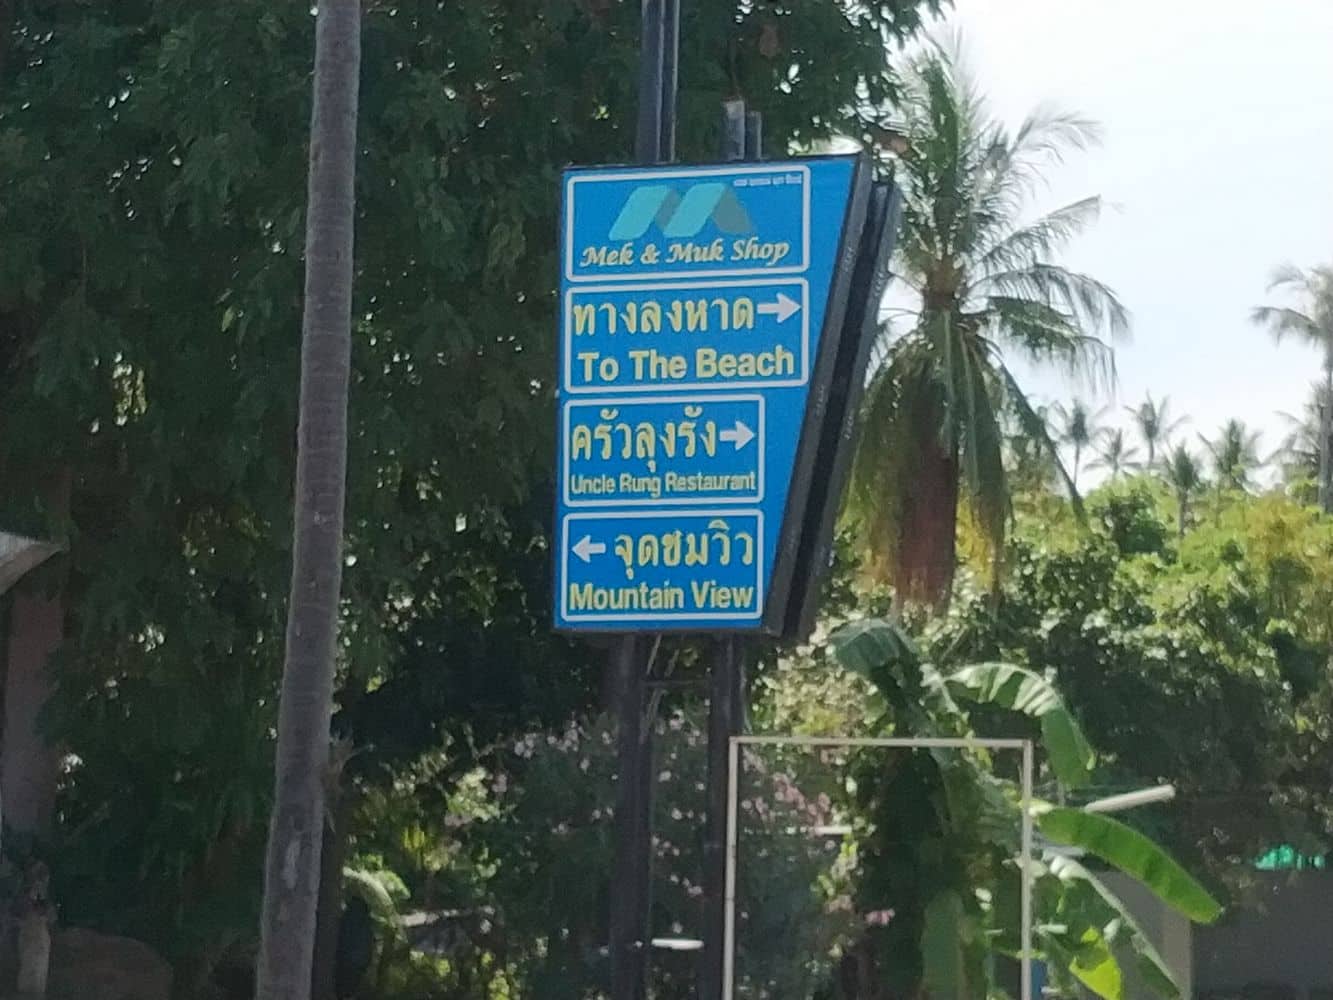 Mek & Muk Shop
ทางลงหาด
To The Beach
ครัวลุงรัง
Uncle Rung Restaurant
จุดชมวิว
Mountain View